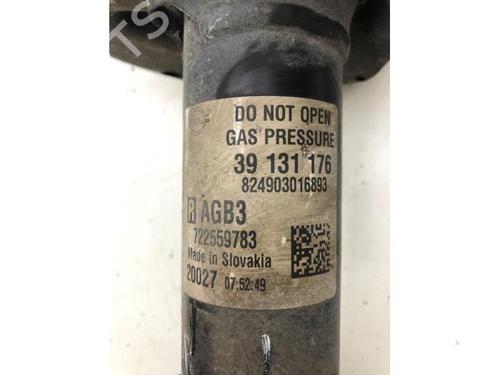 DO NOT OPEN
GAS PRESSURE
39 131 176
824903016893
R AGB3
722559783
Made in Slovakia
20027 07:52:49